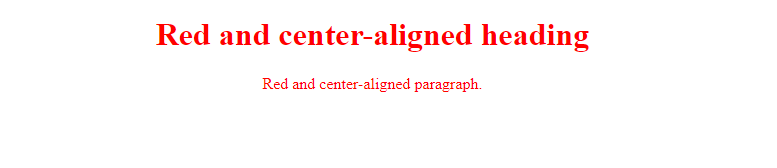 Red and center-aligned heading
Red and center-aligned paragraph.